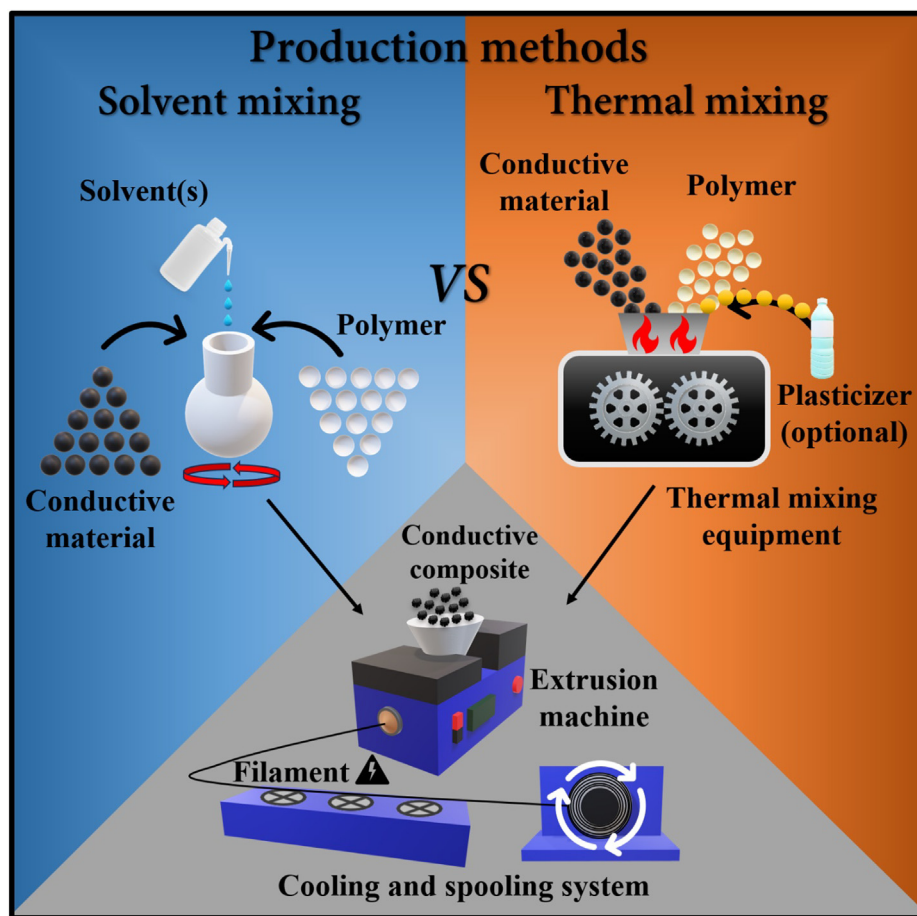 Production methods
Solvent mixing
Thermal mixing
Solvent(s)
Polymer
Conductive
material
VS
Conductive
material
Polymer
Plasticizer
(optional)
Thermal mixing
equipment
Conductive
composite
Extrusion
machine
Filament
Cooling and spooling system